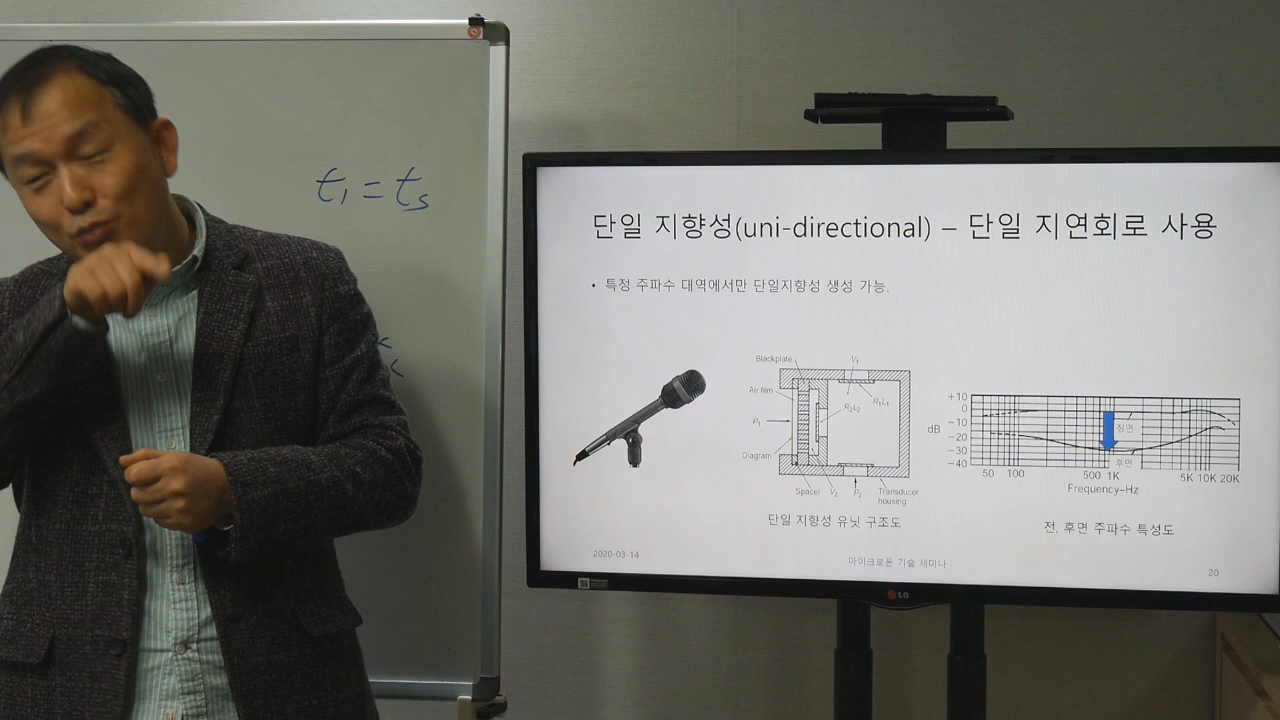 t₁ = ts
단일 지향성(uni-directional) – 단일 지연회로 사용
• 특정 주파수 대역에서만 단일지향성 생성 가능.
Blackplate
V₁
Air film
R₂L₂
R₁L₁
P₁
Diagram
Spacer
V₂
P₂
Transducer
housing
단일 지향성 유닛 구조도
+10
0
−10
−20
−30
−40
dB
정면
후면
50 100 500 1K 5K 10K 20K
Frequency–Hz
전, 후면 주파수 특성도
2020-03-14
마이크로폰 기술 세미나
20
LG